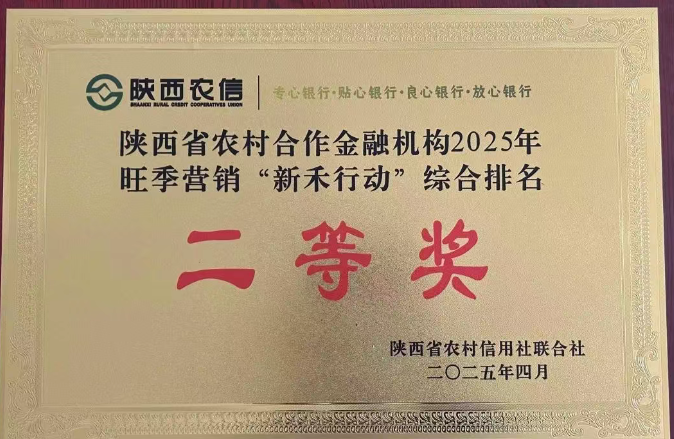 陕西农信
SHAANXI RURAL CREDIT COOPERATIVES UNION
专心银行·贴心银行·良心银行·放心银行
陕西省农村合作金融机构2025年
旺季营销“新禾行动”综合排名
二等奖
陕西省农村信用社联合社
二〇二五年四月